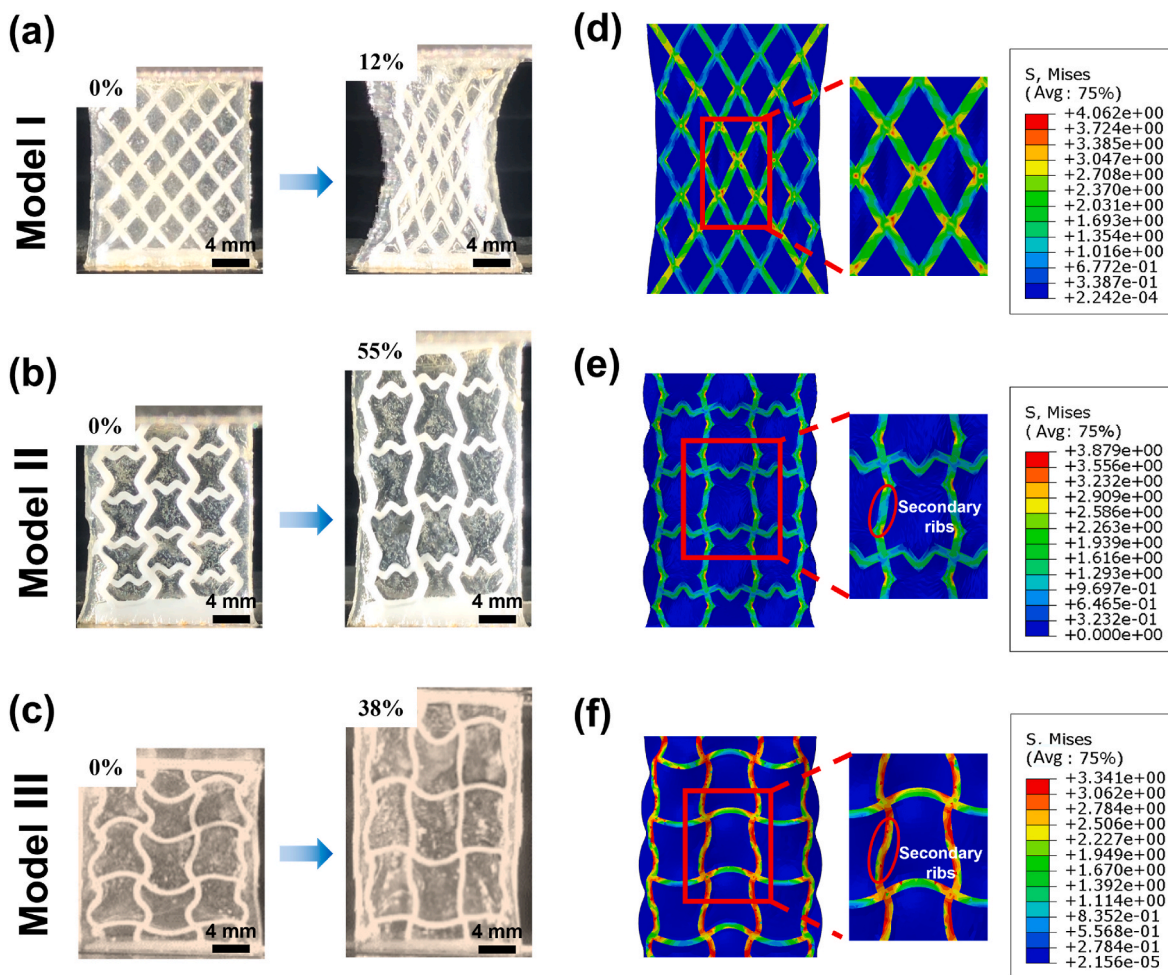 (a)
Model I
0%
4 mm
12%
4 mm
(d)
S, Mises
(Avg: 75%)
+4.062e+00
+3.724e+00
+3.385e+00
+3.047e+00
+2.708e+00
+2.370e+00
+2.031e+00
+1.693e+00
+1.354e+00
+1.016e+00
+6.772e-01
+3.387e-01
+2.242e-04
(b)
Model II
0%
4 mm
55%
4 mm
(e)
Secondary
ribs
S, Mises
(Avg: 75%)
+3.879e+00
+3.556e+00
+3.232e+00
+2.909e+00
+2.586e+00
+2.263e+00
+1.939e+00
+1.616e+00
+1.293e+00
+9.697e-01
+6.465e-01
+3.232e-01
+0.000e+00
(c)
Model III
0%
4 mm
38%
4 mm
(f)
Secondary
ribs
S. Mises
(Avg: 75%)
+3.341e+00
+3.062e+00
+2.784e+00
+2.506e+00
+2.227e+00
+1.949e+00
+1.670e+00
+1.392e+00
+1.114e+00
+8.352e-01
+5.568e-01
+2.784e-01
+2.156e-05